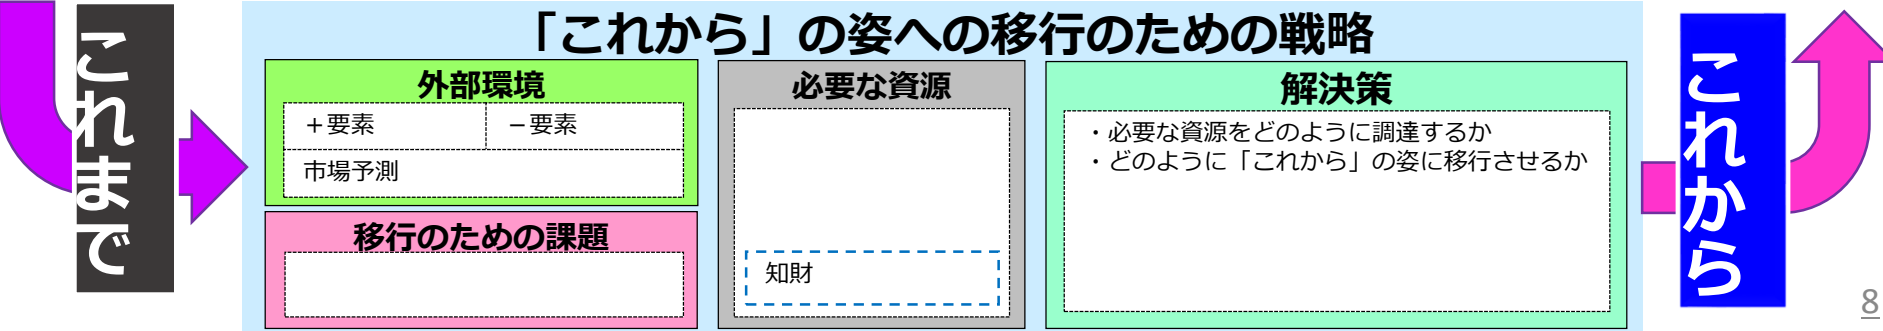 これまで
「これから」の姿への移行のための戦略
外部環境
＋要素
－要素
市場予測
移行のための課題
必要な資源
知財
解決策
・必要な資源をどのように調達するか
・どのように「これから」の姿に移行させるか
これから
8